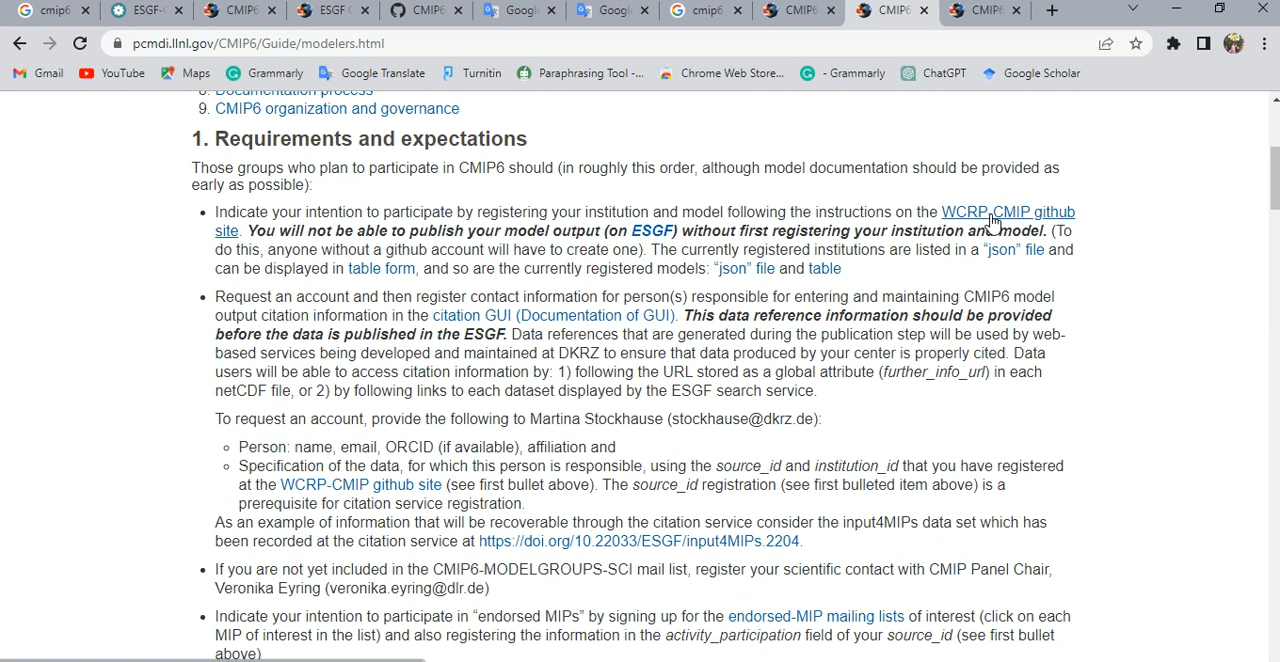 cmip6
ESGF-
CMIP6
ESGF C
CMIP6
Googl
Googl
cmip6
CMIP6
CMIP6
CMIP6
pcmdi.llnl.gov/CMIP6/Guide/modelers.html
Gmail
YouTube
Maps
Grammarly
Google Translate
Turnitin
Paraphrasing Tool -...
Chrome Web Store...
- Grammarly
ChatGPT
Google Scholar
8. Documentation process
9. CMIP6 organization and governance
1. Requirements and expectations
Those groups who plan to participate in CMIP6 should (in roughly this order, although model documentation should be provided as
early as possible):
• Indicate your intention to participate by registering your institution and model following the instructions on the WCRP-CMIP github
site. You will not be able to publish your model output (on ESGF) without first registering your institution and model. (To
do this, anyone without a github account will have to create one). The currently registered institutions are listed in a “json” file and
can be displayed in table form, and so are the currently registered models: “json” file and table
• Request an account and then register contact information for person(s) responsible for entering and maintaining CMIP6 model
output citation information in the citation GUI (Documentation of GUI). This data reference information should be provided
before the data is published in the ESGF. Data references that are generated during the publication step will be used by web-
based services being developed and maintained at DKRZ to ensure that data produced by your center is properly cited. Data
users will be able to access citation information by: 1) following the URL stored as a global attribute (further_info_url) in each
netCDF file, or 2) by following links to each dataset displayed by the ESGF search service.
To request an account, provide the following to Martina Stockhause (stockhause@dkrz.de):
◦ Person: name, email, ORCID (if available), affiliation and
◦ Specification of the data, for which this person is responsible, using the source_id and institution_id that you have registered
at the WCRP-CMIP github site (see first bullet above). The source_id registration (see first bulleted item above) is a
prerequisite for citation service registration.
As an example of information that will be recoverable through the citation service consider the input4MIPs data set which has
been recorded at the citation service at https://doi.org/10.22033/ESGF/input4MIPs.2204.
• If you are not yet included in the CMIP6-MODELGROUPS-SCI mail list, register your scientific contact with CMIP Panel Chair,
Veronika Eyring (veronika.eyring@dlr.de)
• Indicate your intention to participate in “endorsed MIPs” by signing up for the endorsed-MIP mailing lists of interest (click on each
MIP of interest in the list) and also registering the information in the activity_participation field of your source_id (see first bullet
above)